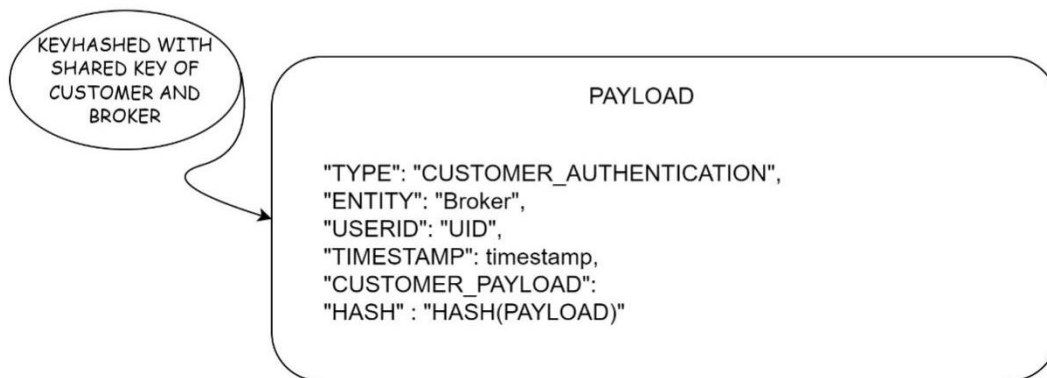 KEYHASHED WITH
SHARED KEY OF
CUSTOMER AND
BROKER
PAYLOAD
"TYPE": "CUSTOMER_AUTHENTICATION",
"ENTITY": "Broker",
"USERID": "UID",
"TIMESTAMP": timestamp,
"CUSTOMER_PAYLOAD":
"HASH" : "HASH(PAYLOAD)"